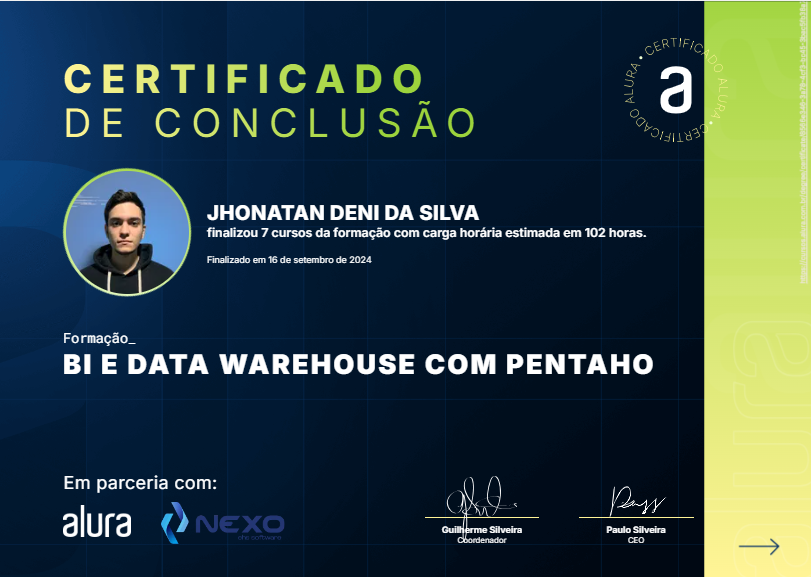 CERTIFICADO
DE CONCLUSÃO
CERTIFICADO ALURA • CERTIFICADO ALURA •
a
JHONATAN DENI DA SILVA
finalizou 7 cursos da formação com carga horária estimada em 102 horas.
Finalizado em 16 de setembro de 2024
Formação_
BI E DATA WAREHOUSE COM PENTAHO
Em parceria com:
alura
NEXO
Guilherme Silveira
Coordenador
Paulo Silveira
CEO